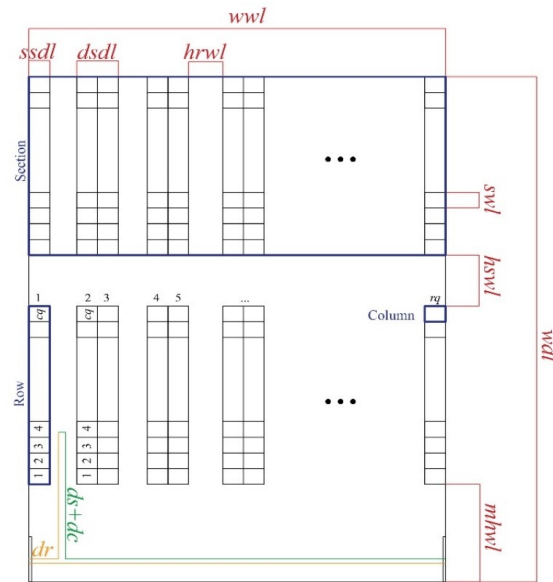 wwl
ssdl dsdl hrwl
Section
...
swl
hswl
wdl
1 2 3 4 5 ... rq
cq cq
Column
Row
...
4 4
3 3
2 2
1 1
ds+dc
mhwl
dr